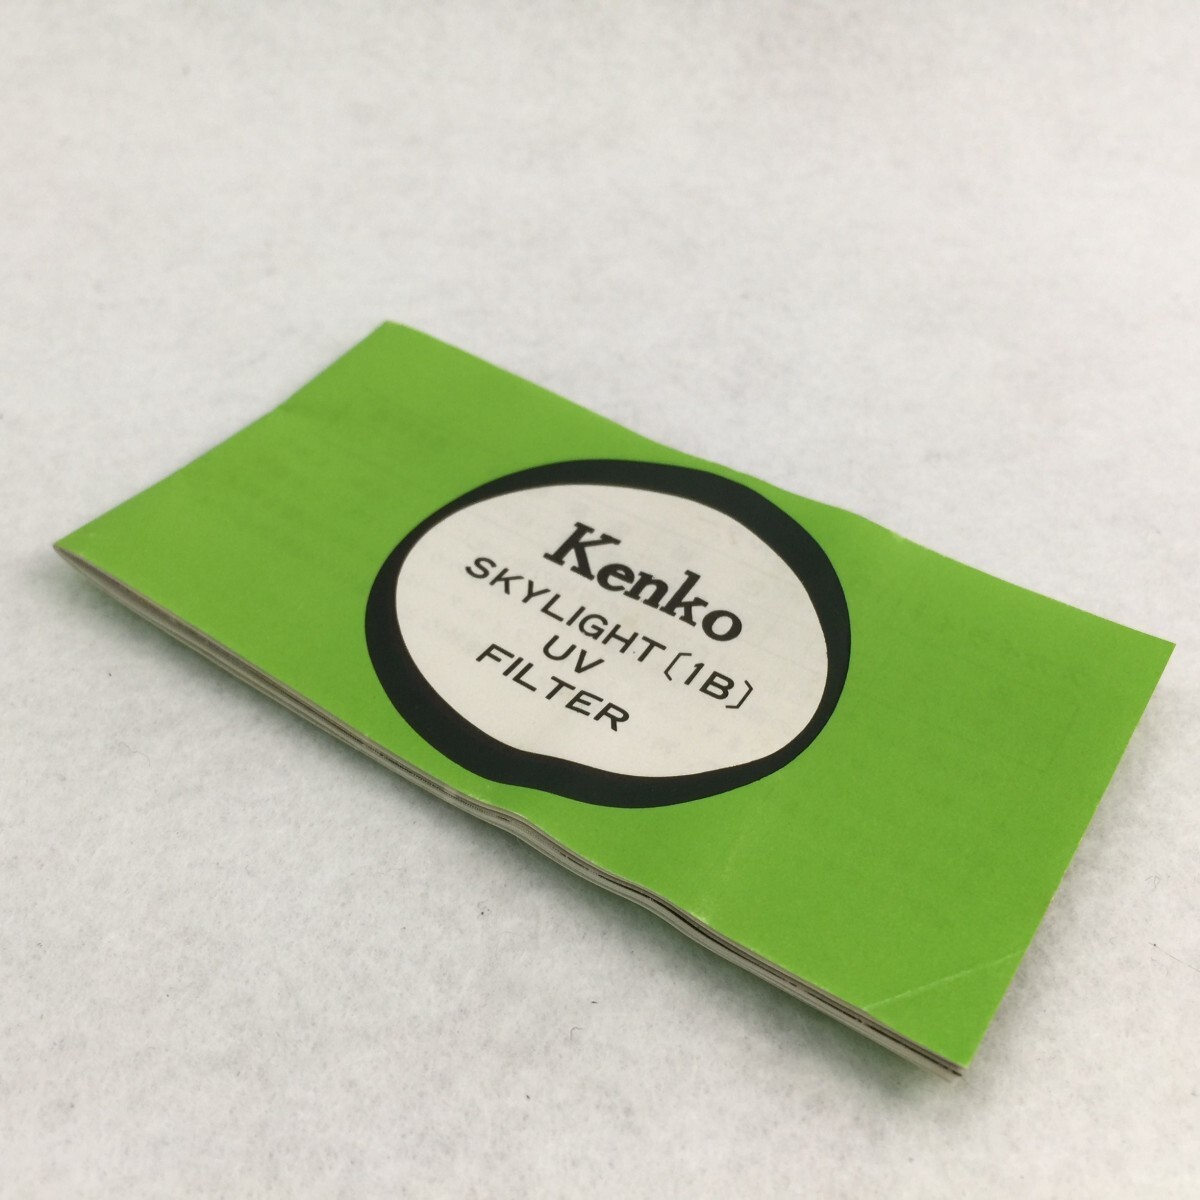 Kenko
SKYLIGHT〔1B〕
UV
FILTER